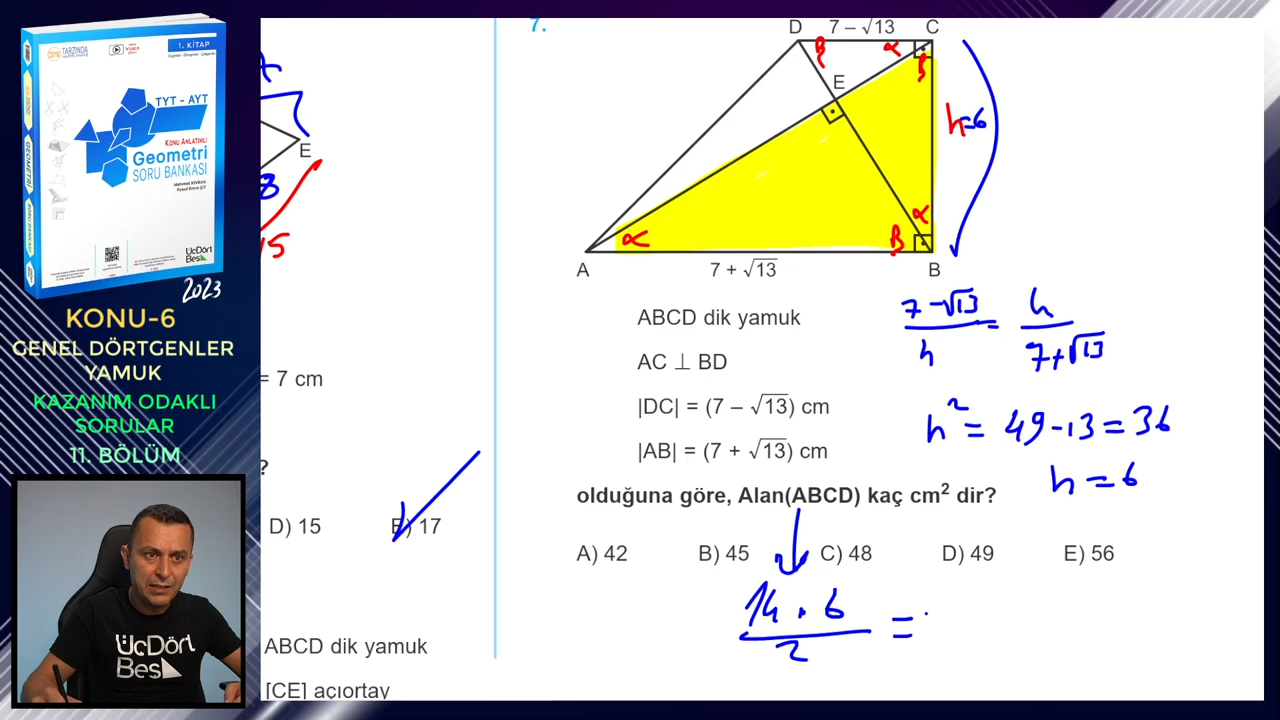 TARZINDA
1. KİTAP
TYT - AYT
KONU ANLATIMLI
Geometri
SORU BANKASI
ÜçDört
Beş
2023
KONU-6
GENEL DÖRTGENLER
YAMUK
KAZANIM ODAKLI
SORULAR
11. BÖLÜM
ÜçDört
Beş
E
8
15
= 7 cm
?
D) 15 E) 17
ABCD dik yamuk
[CE] açıortay
7.
D 7 – √13 C
β α β
E
h=6
α
α β
A 7 + √13 B
ABCD dik yamuk
AC ⊥ BD
|DC| = (7 – √13) cm
|AB| = (7 + √13) cm
olduğuna göre, Alan(ABCD) kaç cm² dir?
A) 42 B) 45 C) 48 D) 49 E) 56
7-√13 / h = h / 7+√13
h² = 49-13 = 36
h = 6
14 . 6 / 2 =